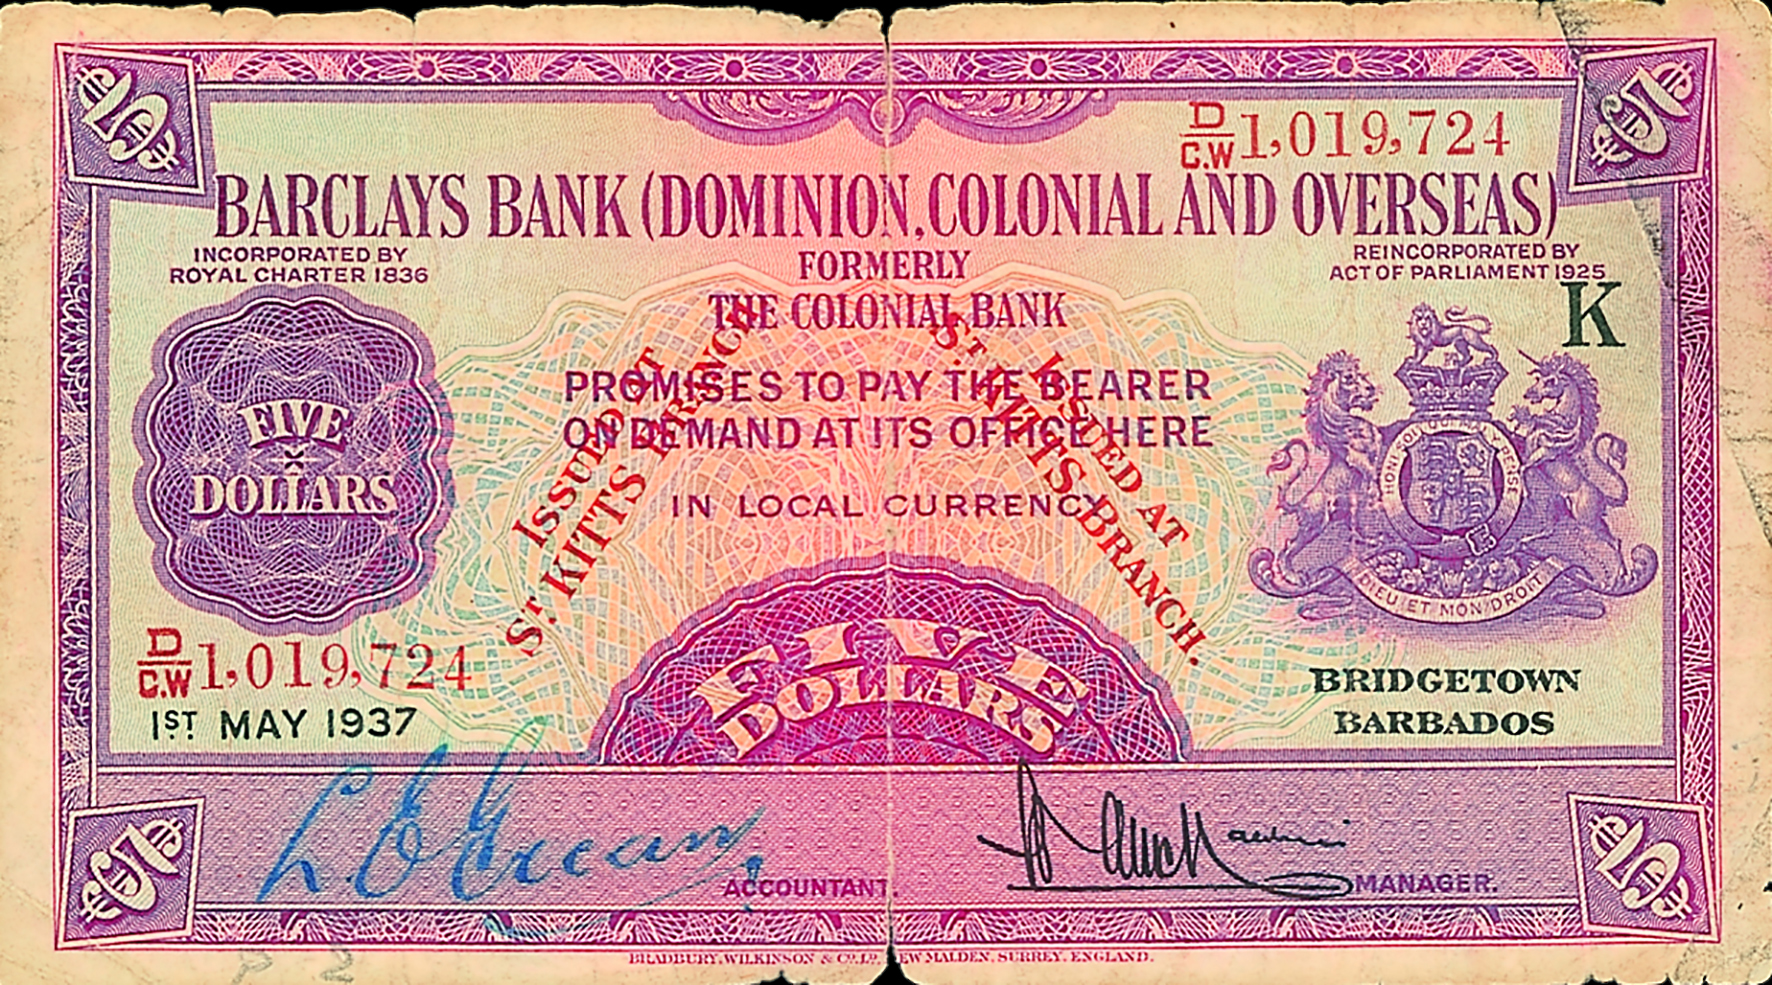 $5$
$5$
D/C.W 1,019,724
BARCLAYS BANK (DOMINION, COLONIAL AND OVERSEAS)
INCORPORATED BY
ROYAL CHARTER 1836
FORMERLY
THE COLONIAL BANK
REINCORPORATED BY
ACT OF PARLIAMENT 1925
K
PROMISES TO PAY THE BEARER
ON DEMAND AT ITS OFFICE HERE
IN LOCAL CURRENCY
ISSUED AT
ST. KITTS BRANCH
ISSUED AT
ST. KITTS BRANCH.
FIVE
DOLLARS
HONI SOIT QUI MAL Y PENSE
DIEU ET MON DROIT
D/C.W 1,019,724
1ST MAY 1937
FIVE
DOLLARS
BRIDGETOWN
BARBADOS
ACCOUNTANT.
MANAGER.
$5$
$5$
BRADBURY, WILKINSON & CO. LD. NEW MALDEN, SURREY, ENGLAND.